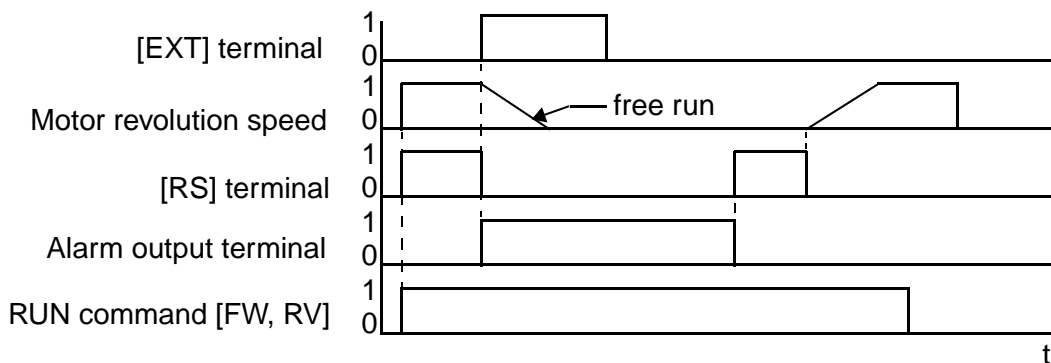 [EXT] terminal
1
0
Motor revolution speed
1
0
free run
[RS] terminal
1
0
Alarm output terminal
1
0
RUN command [FW, RV]
1
0
t